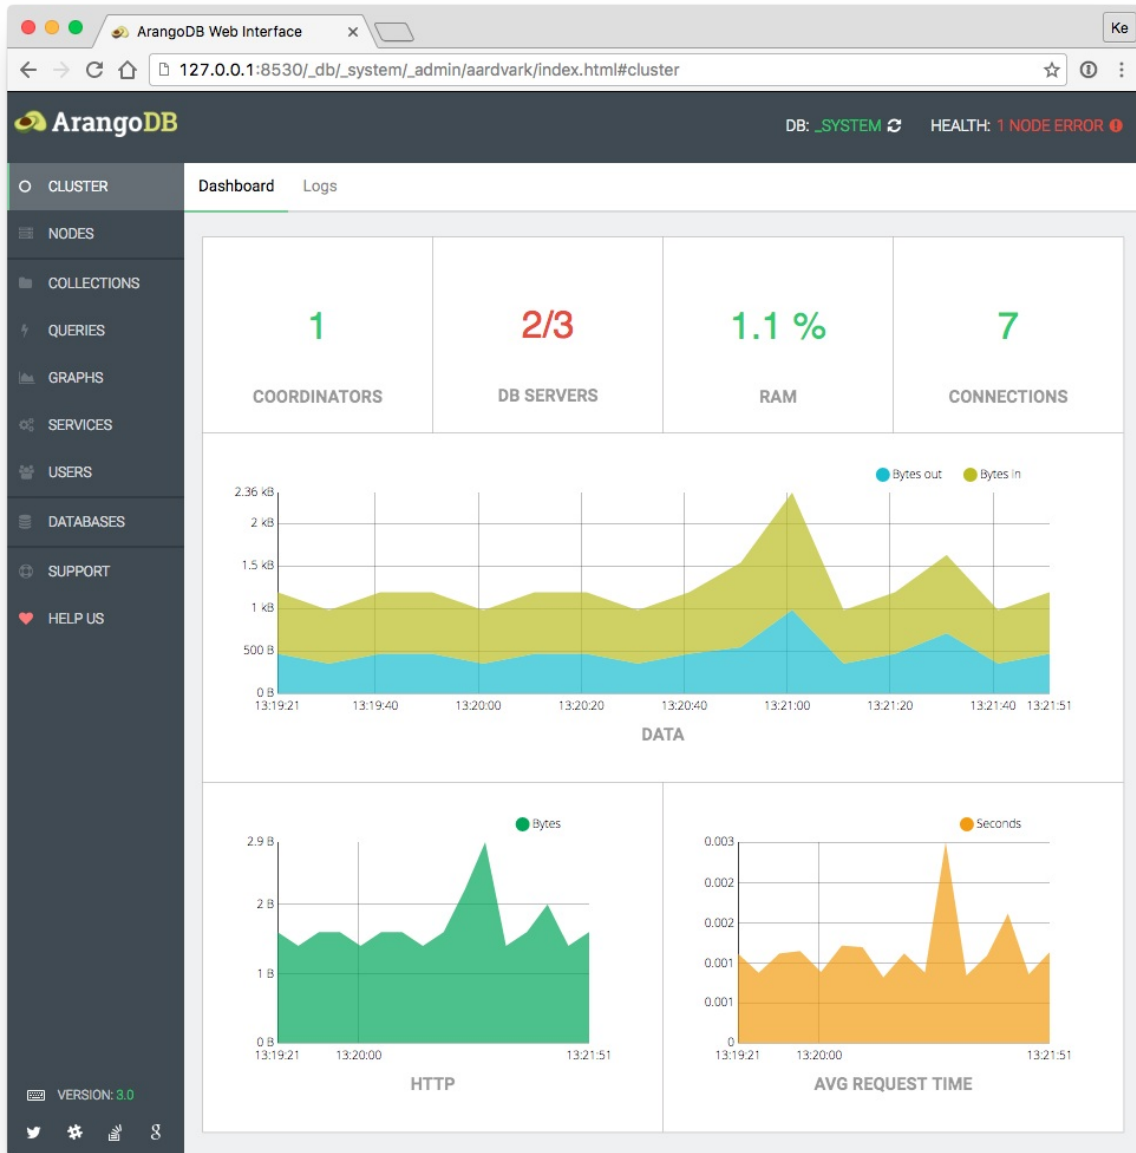 ArangoDB Web Interface
Ke
127.0.0.1:8530/_db/_system/_admin/aardvark/index.html#cluster
ArangoDB
DB: _SYSTEM
HEALTH: 1 NODE ERROR
CLUSTER
NODES
COLLECTIONS
QUERIES
GRAPHS
SERVICES
USERS
DATABASES
SUPPORT
HELP US
VERSION: 3.0
Dashboard
Logs
1
COORDINATORS
2/3
DB SERVERS
1.1 %
RAM
7
CONNECTIONS
Bytes out
Bytes in
2.36 kB
2 kB
1.5 kB
1 kB
500 B
0 B
13:19:21 13:19:40 13:20:00 13:20:20 13:20:40 13:21:00 13:21:20 13:21:40 13:21:51
DATA
Bytes
2.9 B
2 B
1 B
0 B
13:19:21 13:20:00 13:21:51
HTTP
Seconds
0.003
0.002
0.002
0.001
0.001
0
13:19:21 13:20:00 13:21:51
AVG REQUEST TIME